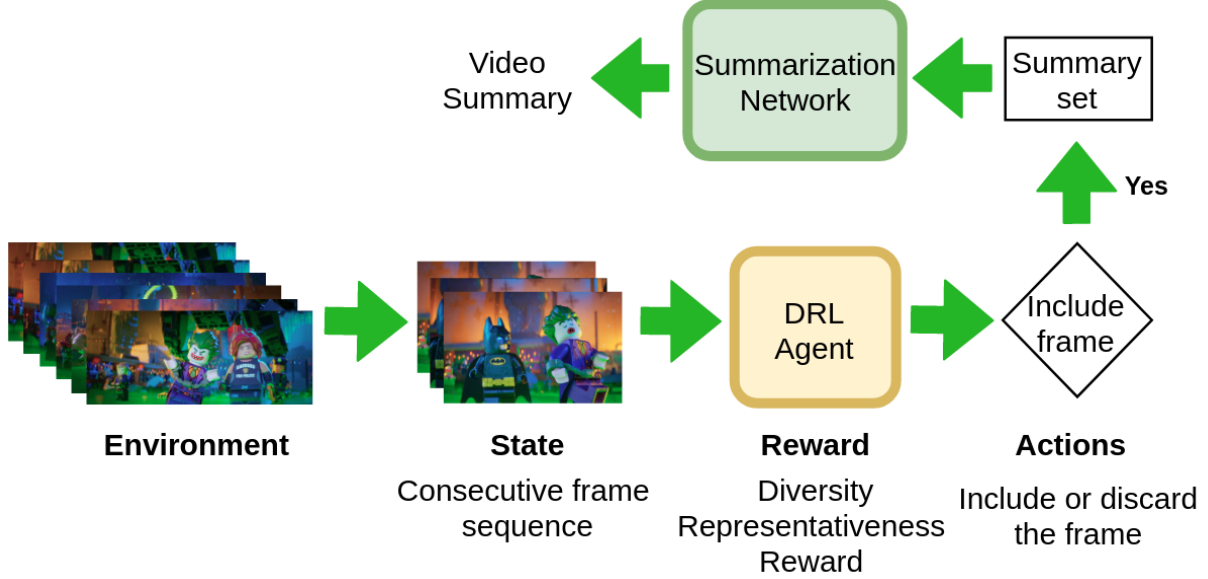 Video
Summary
Summarization
Network
Summary
set
Yes
DRL
Agent
Include
frame
Environment
State
Reward
Actions
Consecutive frame
sequence
Diversity
Representativeness
Reward
Include or discard
the frame